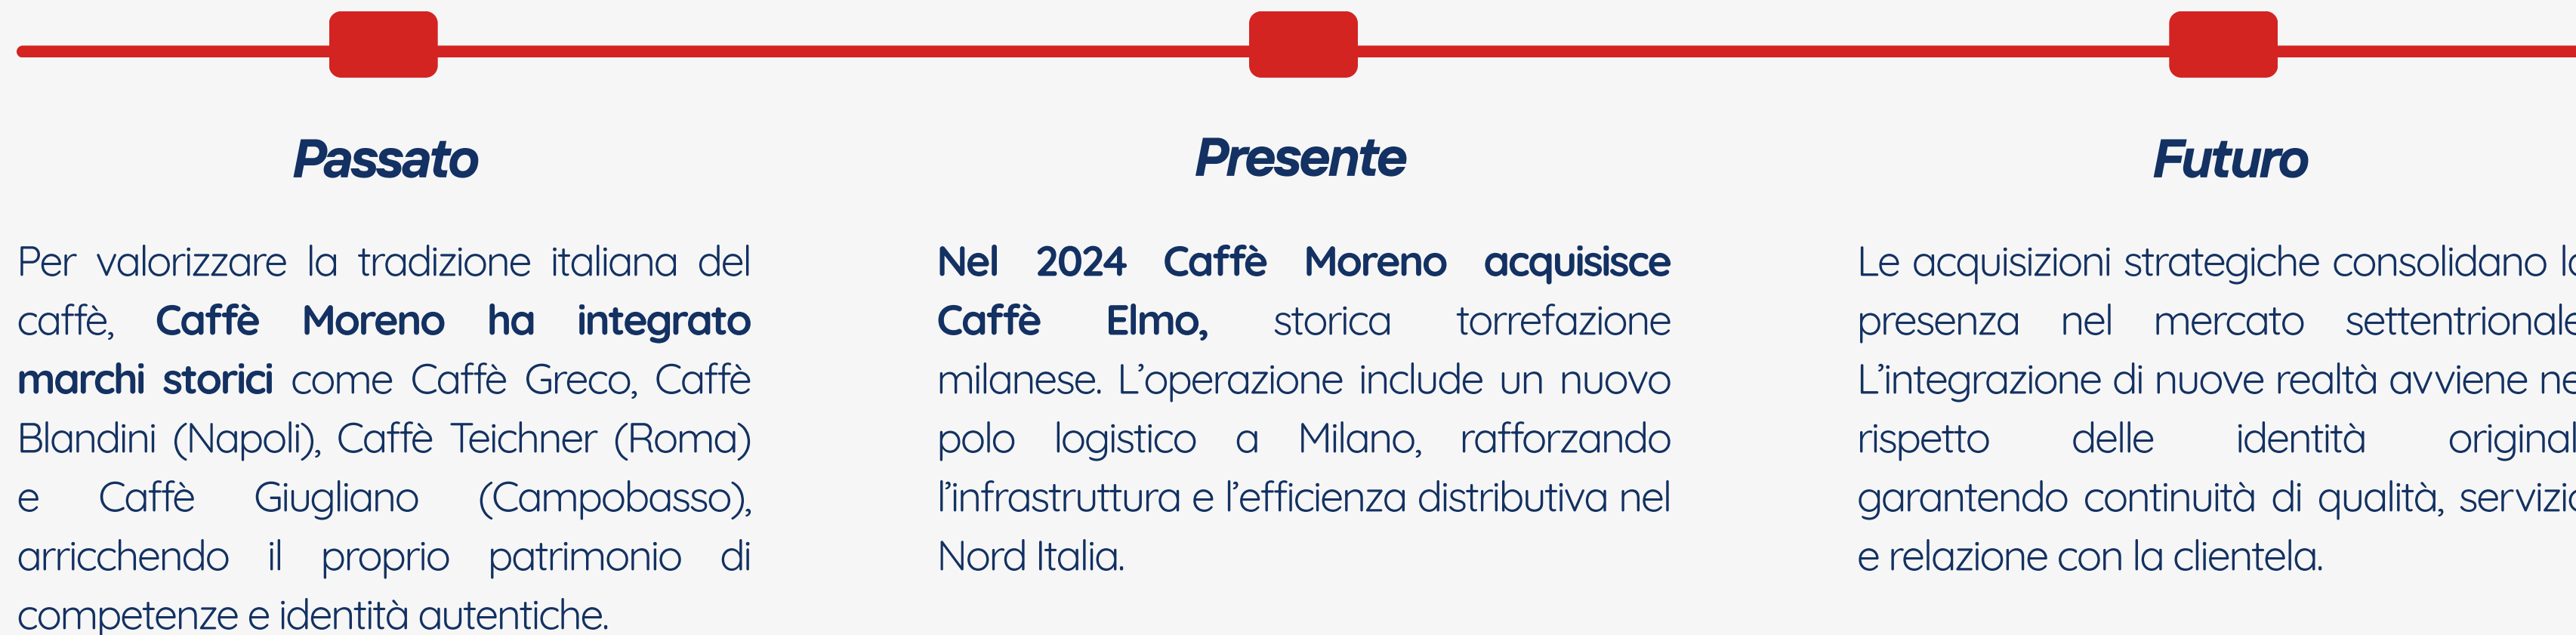 Passato
Per valorizzare la tradizione italiana del
caffè, Caffè Moreno ha integrato
marchi storici come Caffè Greco, Caffè
Blandini (Napoli), Caffè Teichner (Roma)
e Caffè Giugliano (Campobasso),
arricchendo il proprio patrimonio di
competenze e identità autentiche.
Presente
Nel 2024 Caffè Moreno acquisisce
Caffè Elmo, storica torrefazione
milanese. L’operazione include un nuovo
polo logistico a Milano, rafforzando
l’infrastruttura e l’efficienza distributiva nel
Nord Italia.
Futuro
Le acquisizioni strategiche consolidano
presenza nel mercato settentrionale
L’integrazione di nuove realtà avviene
rispetto delle identità
garantendo continuità di qualità, servizio
e relazione con la clientela.